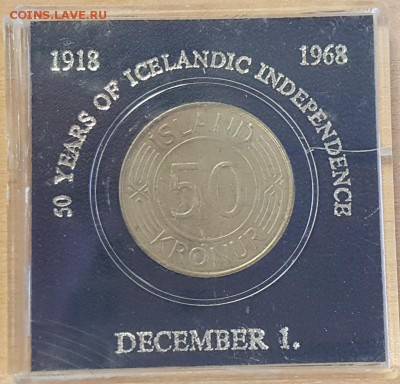 COINS.LAVE.RU
1918 1968
50 YEARS OF ICELANDIC INDEPENDENCE
ÍSLAND
50
KRÓNUR
DECEMBER 1.